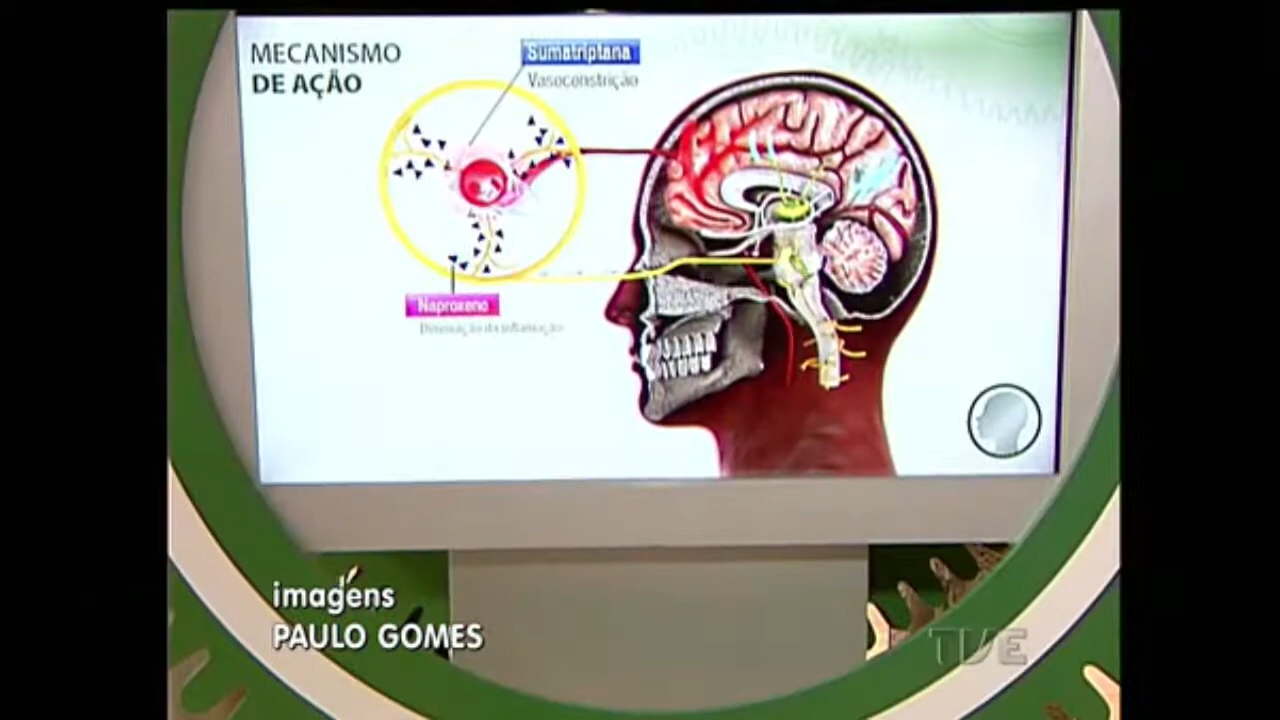 MECANISMO
DE AÇÃO
Sumatriptana
Vasoconstrição
Naproxeno
imagens
PAULO GOMES
TVE